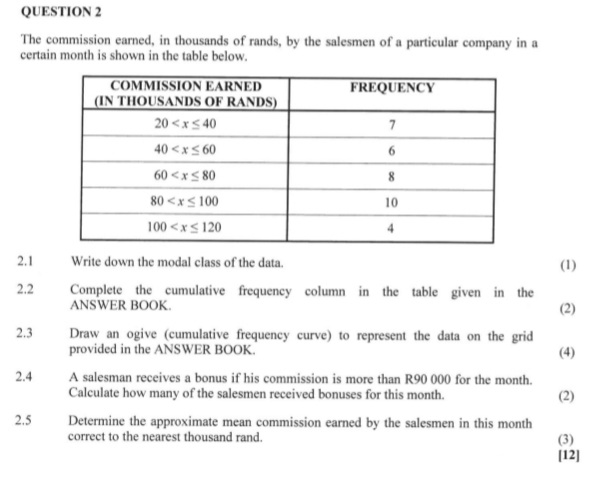 QUESTION 2
The commission earned, in thousands of rands, by the salesmen of a particular company in a
certain month is shown in the table below.
COMMISSION EARNED FREQUENCY
(IN THOUSANDS OF RANDS)
20 < x ≤ 40 7
40 < x ≤ 60 6
60 < x ≤ 80 8
80 < x ≤ 100 10
100 < x ≤ 120 4
2.1 Write down the modal class of the data. (1)
2.2 Complete the cumulative frequency column in the table given in the
ANSWER BOOK. (2)
2.3 Draw an ogive (cumulative frequency curve) to represent the data on the grid
provided in the ANSWER BOOK. (4)
2.4 A salesman receives a bonus if his commission is more than R90 000 for the month.
Calculate how many of the salesmen received bonuses for this month. (2)
2.5 Determine the approximate mean commission earned by the salesmen in this month
correct to the nearest thousand rand. (3)
[12]